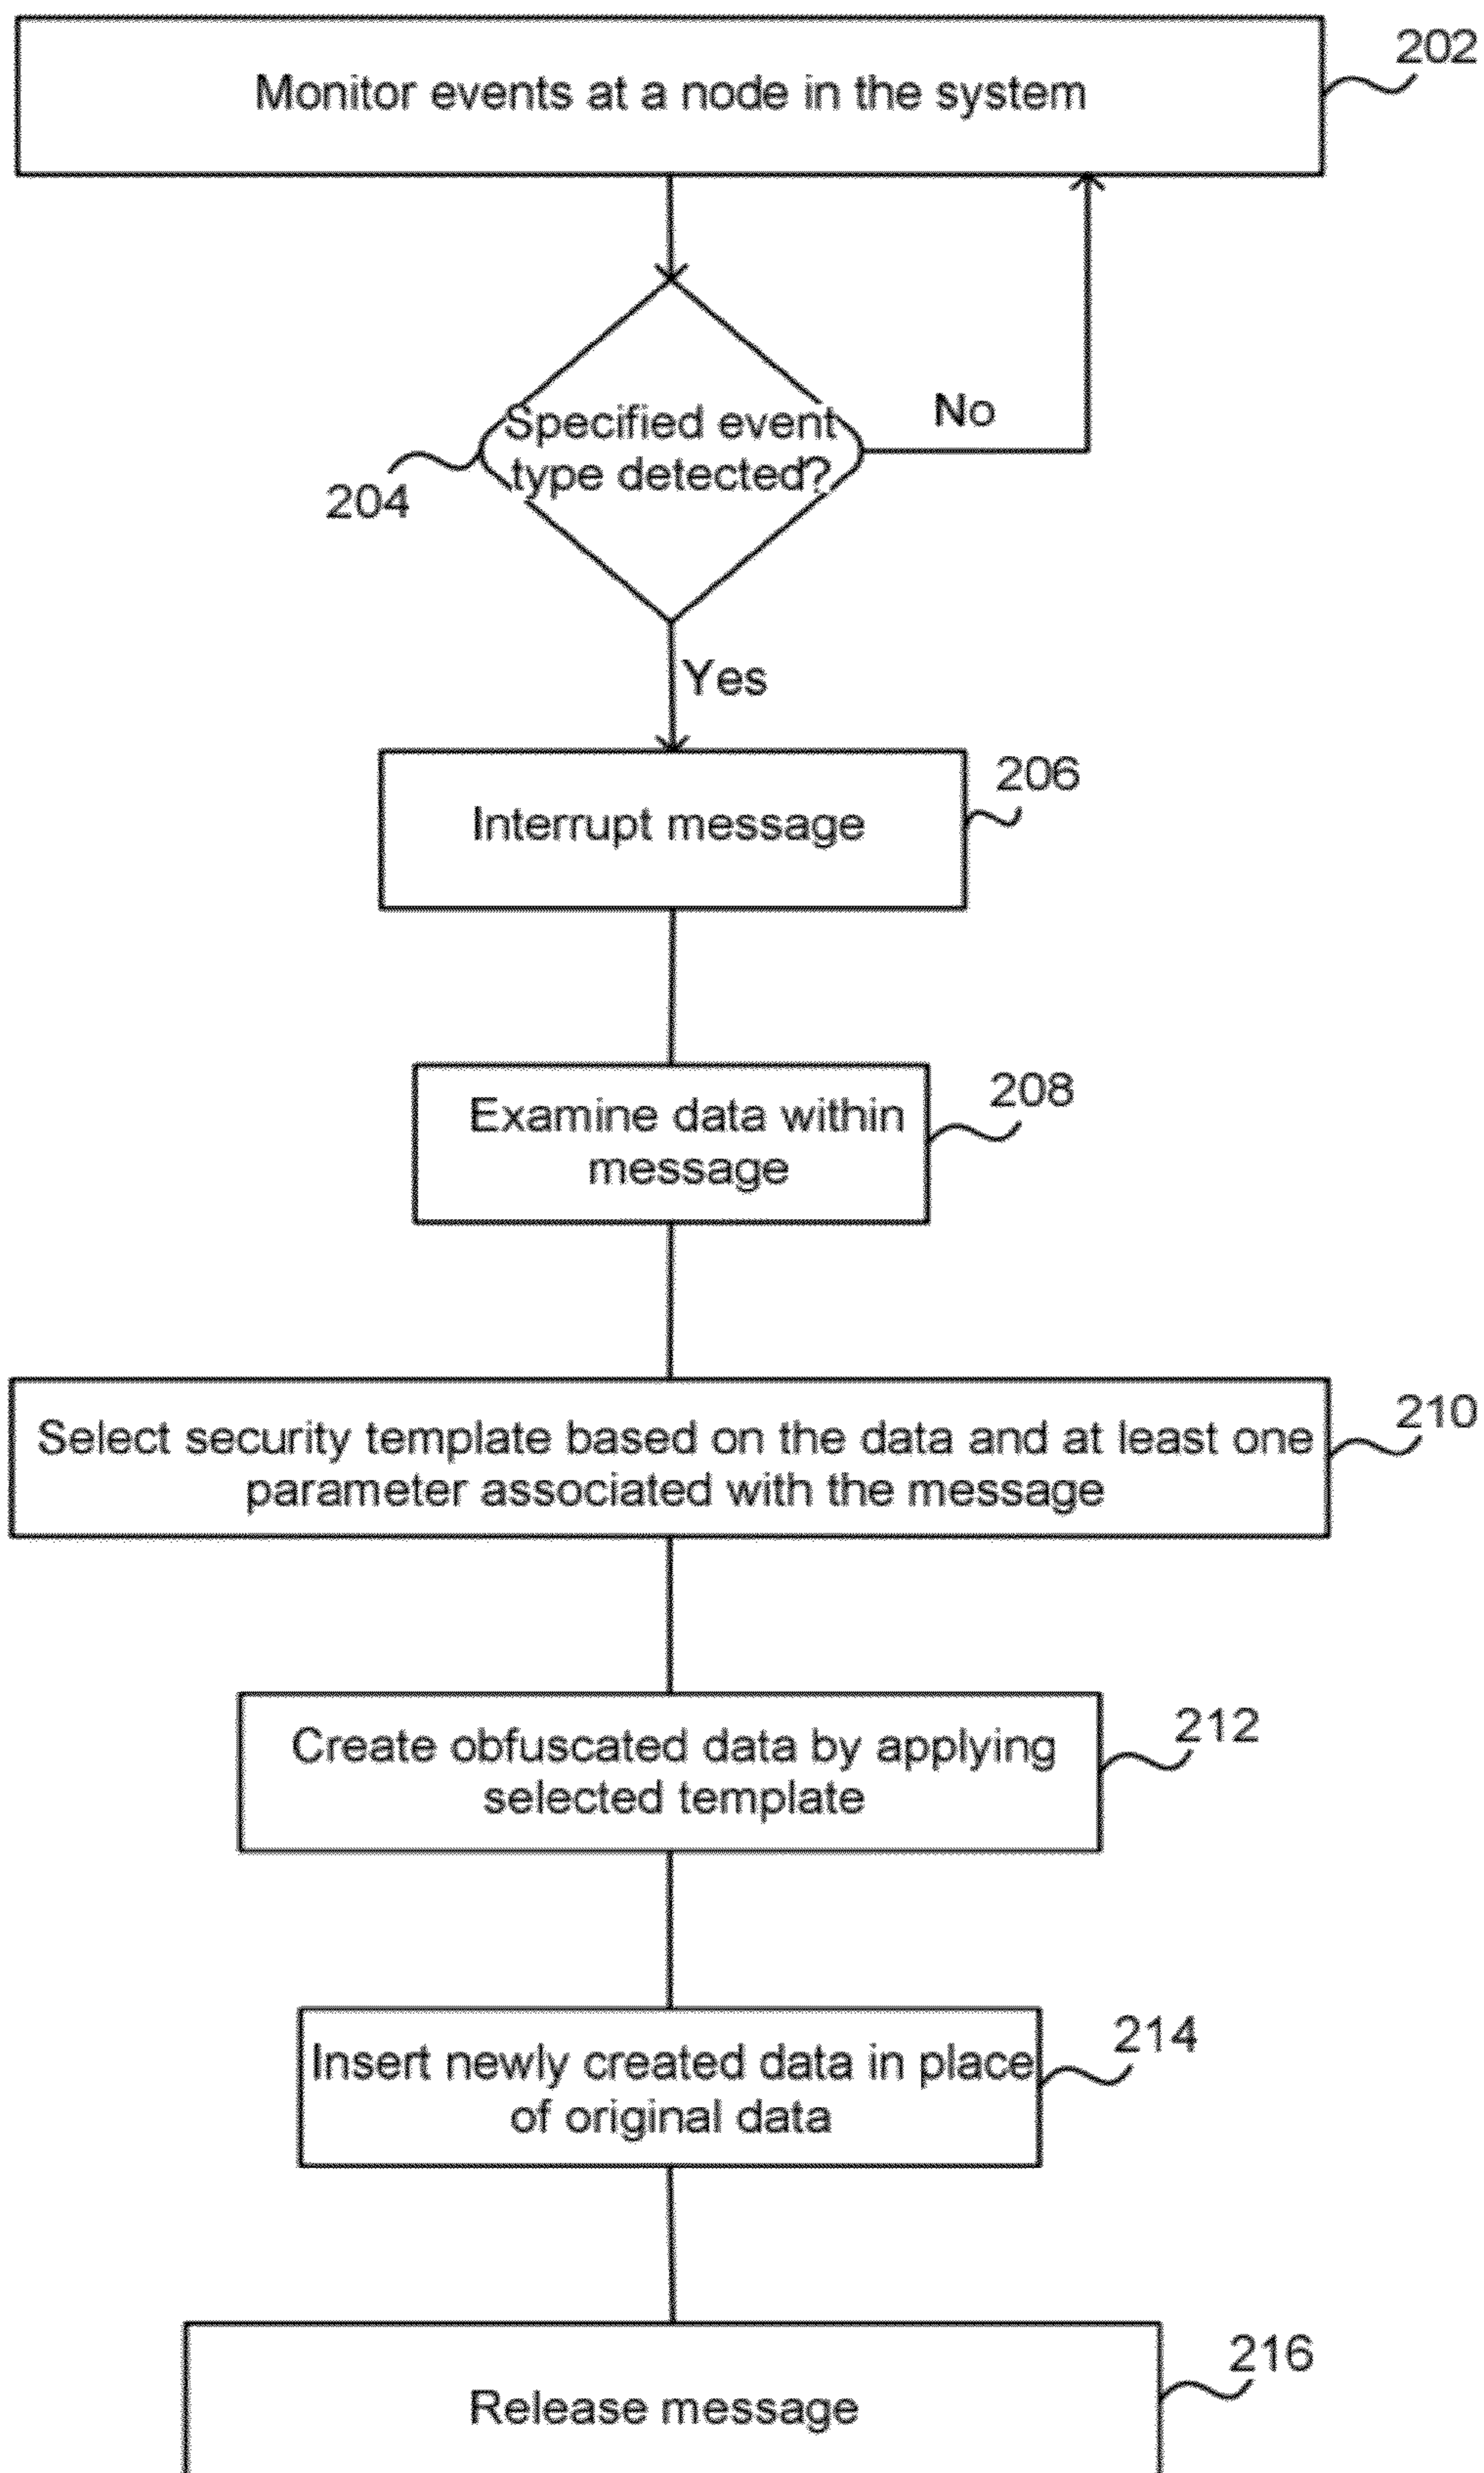 202
Monitor events at a node in the system
Specified event
type detected?
No
204
Yes
206
Interrupt message
208
Examine data within
message
210
Select security template based on the data and at least one
parameter associated with the message
212
Create obfuscated data by applying
selected template
214
Insert newly created data in place
of original data
216
Release message